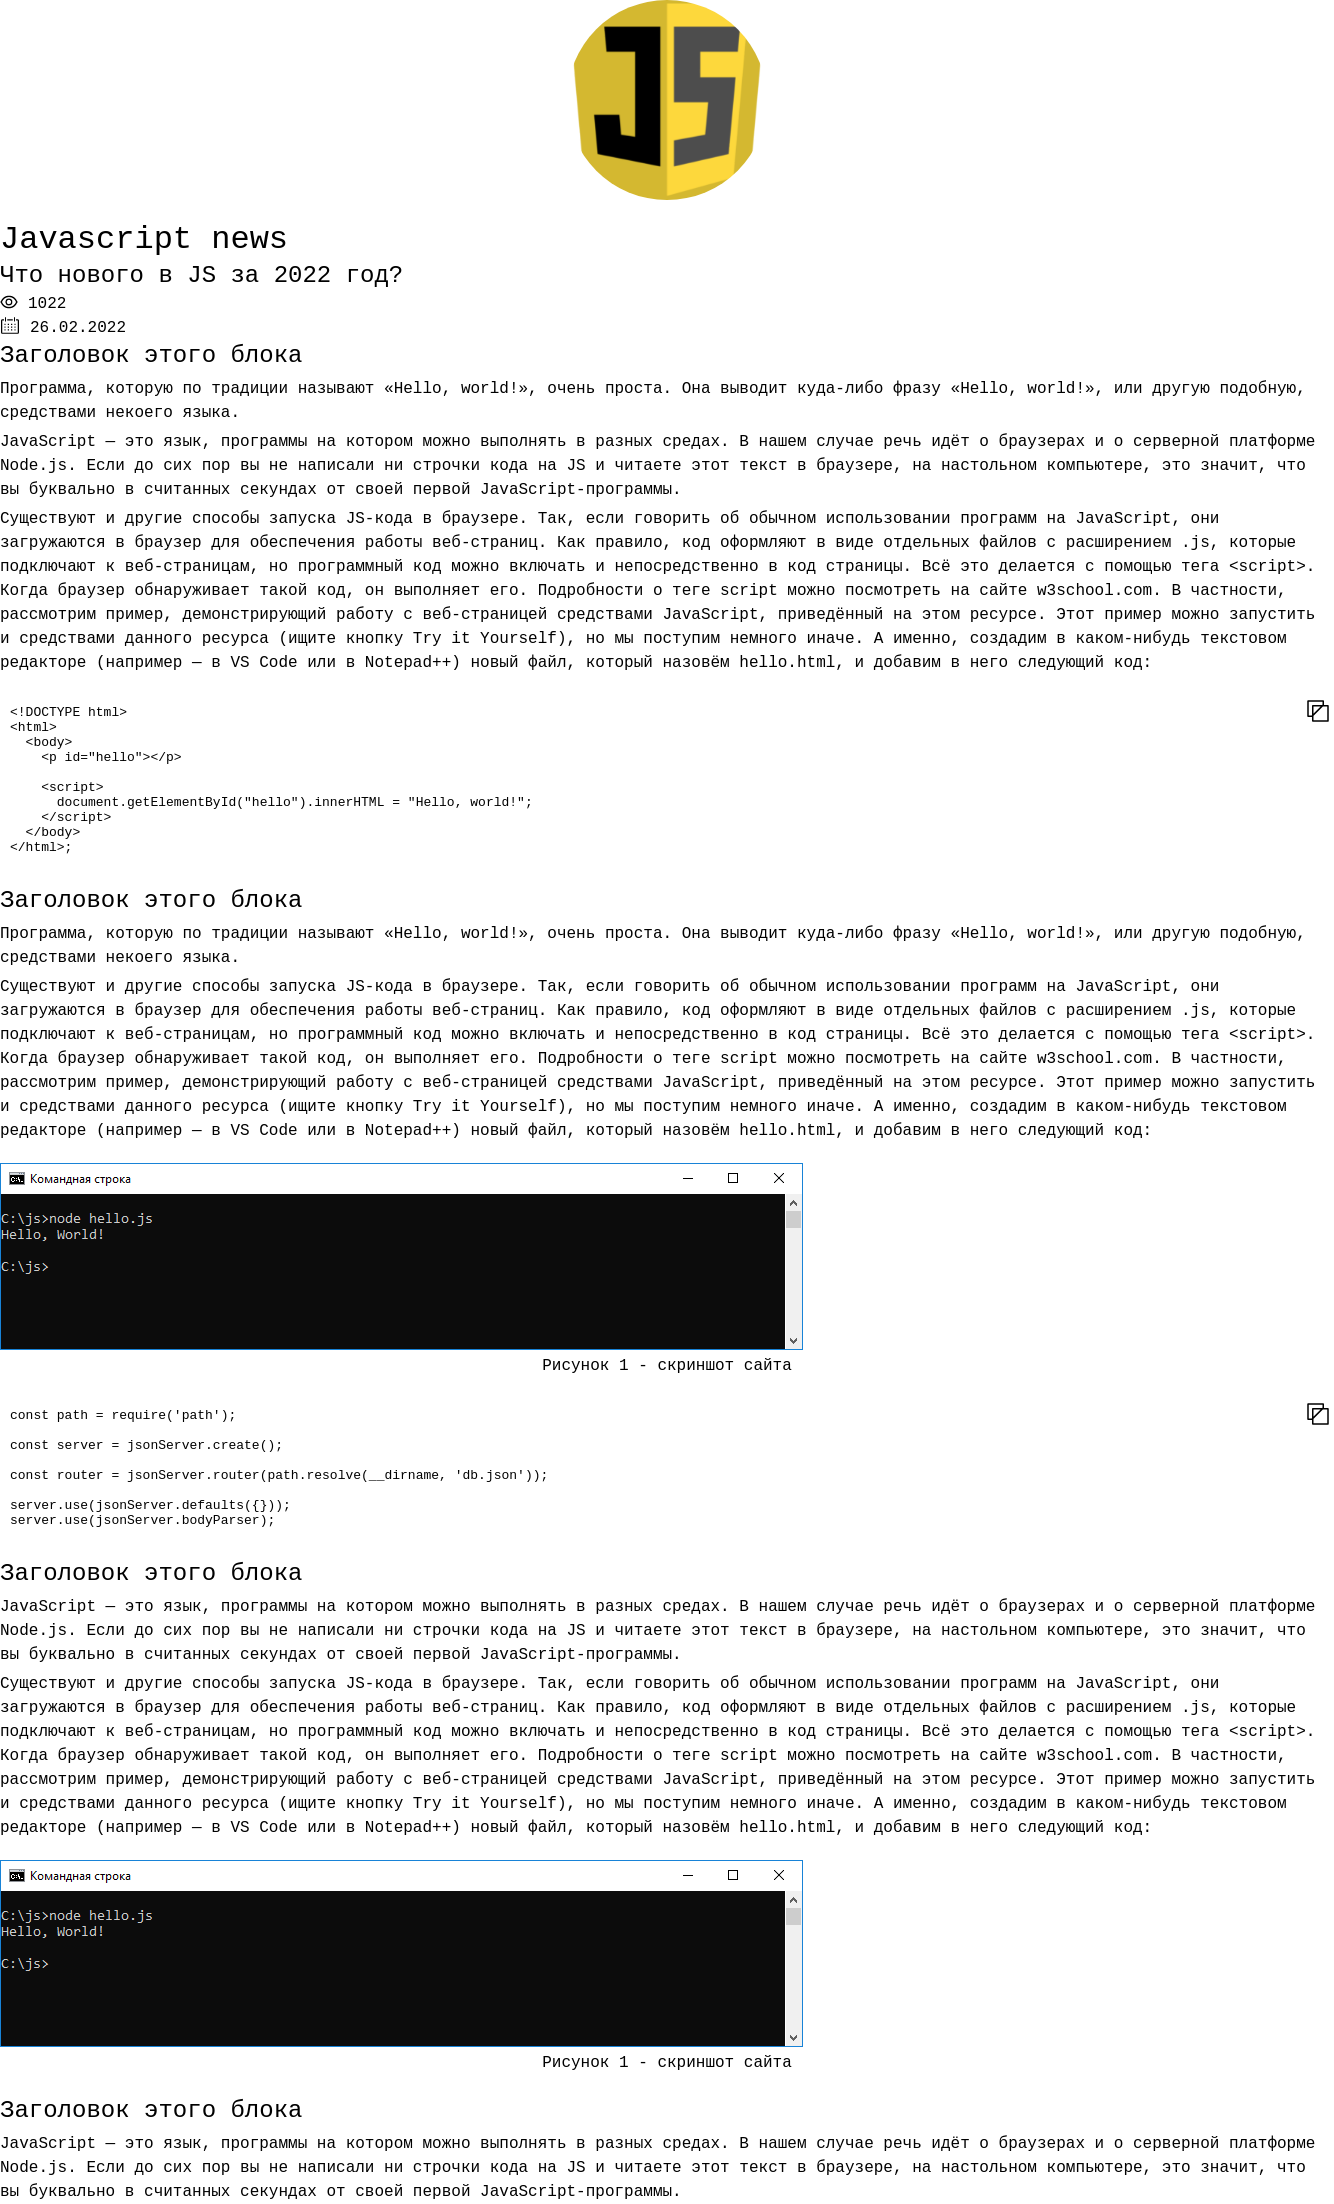 JS
Javascript news
Что нового в JS за 2022 год?
1022
26.02.2022
Заголовок этого блока
Программа, которую по традиции называют «Hello, world!», очень проста. Она выводит куда-либо фразу «Hello, world!», или другую подобную,
средствами некоего языка.
JavaScript — это язык, программы на котором можно выполнять в разных средах. В нашем случае речь идёт о браузерах и о серверной платформе
Node.js. Если до сих пор вы не написали ни строчки кода на JS и читаете этот текст в браузере, на настольном компьютере, это значит, что
вы буквально в считанных секундах от своей первой JavaScript-программы.
Существуют и другие способы запуска JS-кода в браузере. Так, если говорить об обычном использовании программ на JavaScript, они
загружаются в браузер для обеспечения работы веб-страниц. Как правило, код оформляют в виде отдельных файлов с расширением .js, которые
подключают к веб-страницам, но программный код можно включать и непосредственно в код страницы. Всё это делается с помощью тега <script>.
Когда браузер обнаруживает такой код, он выполняет его. Подробности о теге script можно посмотреть на сайте w3school.com. В частности,
рассмотрим пример, демонстрирующий работу с веб-страницей средствами JavaScript, приведённый на этом ресурсе. Этот пример можно запустить
и средствами данного ресурса (ищите кнопку Try it Yourself), но мы поступим немного иначе. А именно, создадим в каком-нибудь текстовом
редакторе (например — в VS Code или в Notepad++) новый файл, который назовём hello.html, и добавим в него следующий код:
<!DOCTYPE html>
<html>
  <body>
    <p id="hello"></p>
    <script>
      document.getElementById("hello").innerHTML = "Hello, world!";
    </script>
  </body>
</html>;
Заголовок этого блока
Программа, которую по традиции называют «Hello, world!», очень проста. Она выводит куда-либо фразу «Hello, world!», или другую подобную,
средствами некоего языка.
Существуют и другие способы запуска JS-кода в браузере. Так, если говорить об обычном использовании программ на JavaScript, они
загружаются в браузер для обеспечения работы веб-страниц. Как правило, код оформляют в виде отдельных файлов с расширением .js, которые
подключают к веб-страницам, но программный код можно включать и непосредственно в код страницы. Всё это делается с помощью тега <script>.
Когда браузер обнаруживает такой код, он выполняет его. Подробности о теге script можно посмотреть на сайте w3school.com. В частности,
рассмотрим пример, демонстрирующий работу с веб-страницей средствами JavaScript, приведённый на этом ресурсе. Этот пример можно запустить
и средствами данного ресурса (ищите кнопку Try it Yourself), но мы поступим немного иначе. А именно, создадим в каком-нибудь текстовом
редакторе (например — в VS Code или в Notepad++) новый файл, который назовём hello.html, и добавим в него следующий код:
Командная строка
C:\js>node hello.js
Hello, World!
C:\js>
Рисунок 1 - скриншот сайта
const path = require('path');
const server = jsonServer.create();
const router = jsonServer.router(path.resolve(__dirname, 'db.json'));
server.use(jsonServer.defaults({}));
server.use(jsonServer.bodyParser);
Заголовок этого блока
JavaScript — это язык, программы на котором можно выполнять в разных средах. В нашем случае речь идёт о браузерах и о серверной платформе
Node.js. Если до сих пор вы не написали ни строчки кода на JS и читаете этот текст в браузере, на настольном компьютере, это значит, что
вы буквально в считанных секундах от своей первой JavaScript-программы.
Существуют и другие способы запуска JS-кода в браузере. Так, если говорить об обычном использовании программ на JavaScript, они
загружаются в браузер для обеспечения работы веб-страниц. Как правило, код оформляют в виде отдельных файлов с расширением .js, которые
подключают к веб-страницам, но программный код можно включать и непосредственно в код страницы. Всё это делается с помощью тега <script>.
Когда браузер обнаруживает такой код, он выполняет его. Подробности о теге script можно посмотреть на сайте w3school.com. В частности,
рассмотрим пример, демонстрирующий работу с веб-страницей средствами JavaScript, приведённый на этом ресурсе. Этот пример можно запустить
и средствами данного ресурса (ищите кнопку Try it Yourself), но мы поступим немного иначе. А именно, создадим в каком-нибудь текстовом
редакторе (например — в VS Code или в Notepad++) новый файл, который назовём hello.html, и добавим в него следующий код:
Командная строка
C:\js>node hello.js
Hello, World!
C:\js>
Рисунок 1 - скриншот сайта
Заголовок этого блока
JavaScript — это язык, программы на котором можно выполнять в разных средах. В нашем случае речь идёт о браузерах и о серверной платформе
Node.js. Если до сих пор вы не написали ни строчки кода на JS и читаете этот текст в браузере, на настольном компьютере, это значит, что
вы буквально в считанных секундах от своей первой JavaScript-программы.